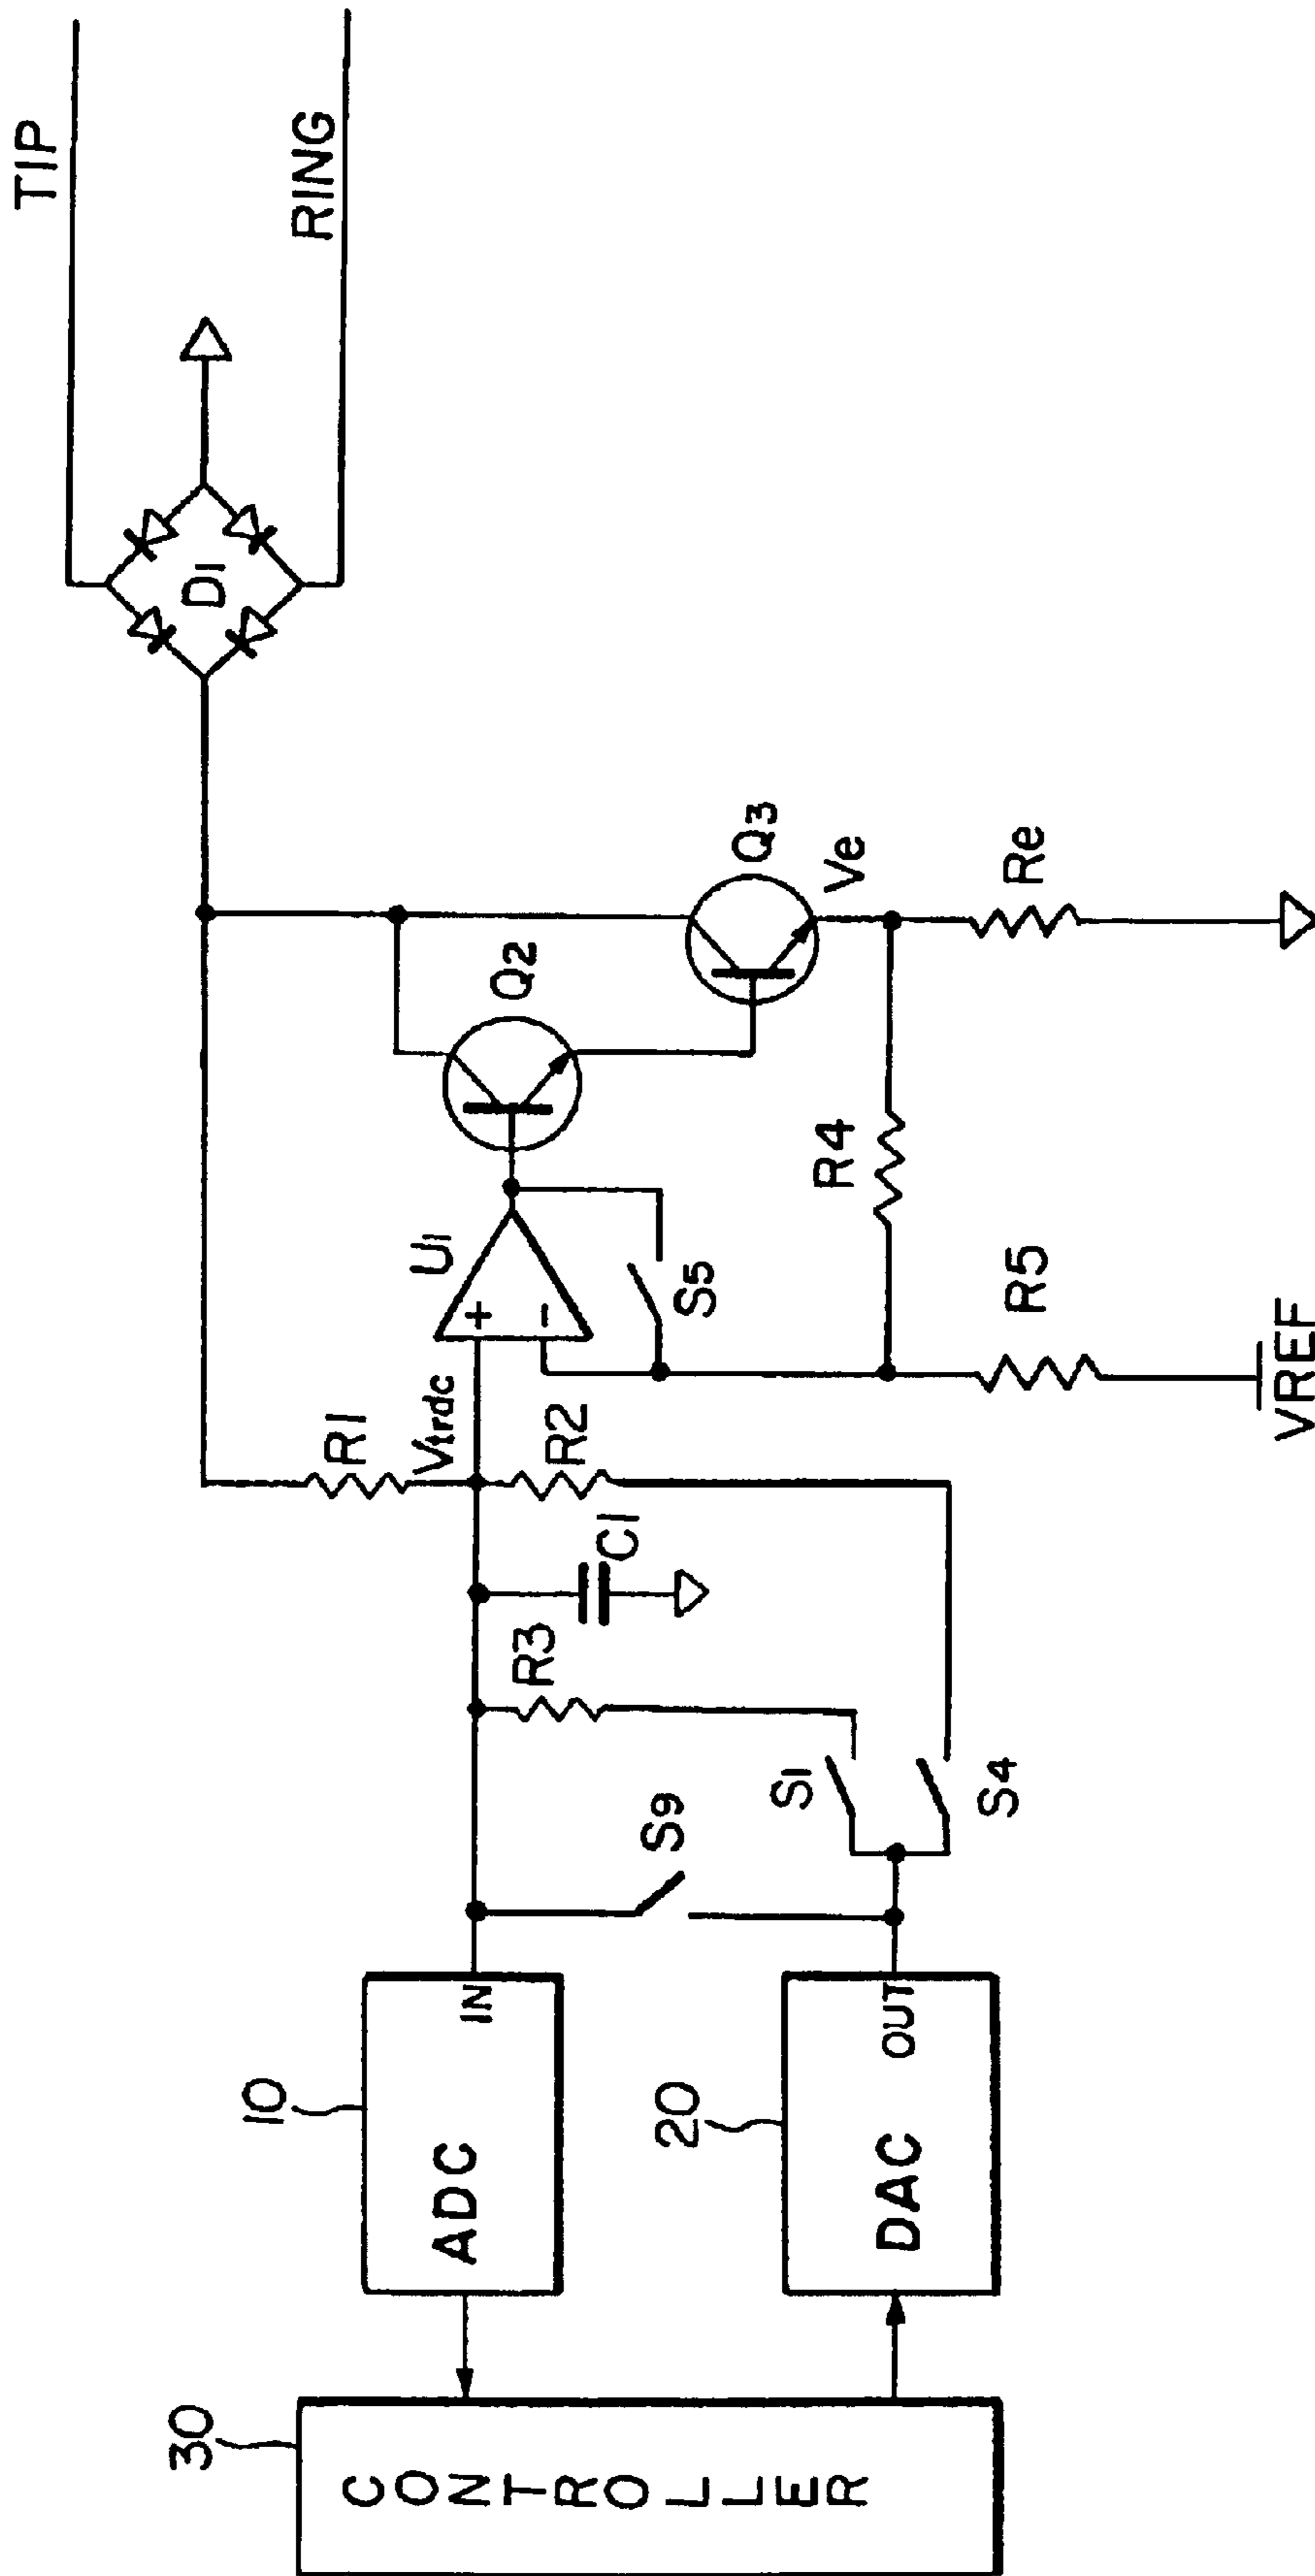 TIP
RING
D1
Q3
Ve
Re
Q2
R4
U1
+
-
S5
R5
VREF
R1
Vtrdc
R2
C1
R3
S1
S4
S9
10
ADC
IN
20
DAC
OUT
30
CONTROLLER